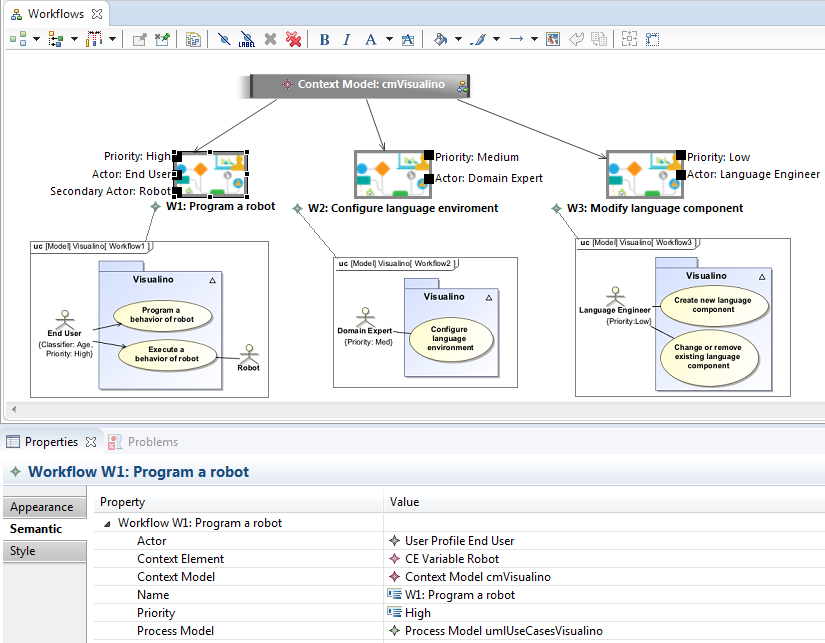 Workflows
LABEL
B I A A
Context Model: cmVisualino
Priority: High
Actor: End User
Secondary Actor: Robot
W1: Program a robot
Priority: Medium
Actor: Domain Expert
W2: Configure language enviroment
Priority: Low
Actor: Language Engineer
W3: Modify language component
uc [Model] Visualino[ Workflow1 ]
Visualino
Program a
behavior of robot
Execute a
behavior of robot
End User
{Classifier: Age,
Priority: High}
Robot
uc [Model] Visualino[ Workflow2 ]
Visualino
Configure
language
environment
Domain Expert
{Priority: Med}
uc [Model] Visualino[ Workflow3 ]
Visualino
Create new language
component
Change or remove
existing language
component
Language Engineer
{Priority:Low}
Properties
Problems
Workflow W1: Program a robot
Appearance
Semantic
Style
Property Value
Workflow W1: Program a robot
Actor User Profile End User
Context Element CE Variable Robot
Context Model Context Model cmVisualino
Name W1: Program a robot
Priority High
Process Model Process Model umlUseCasesVisualino